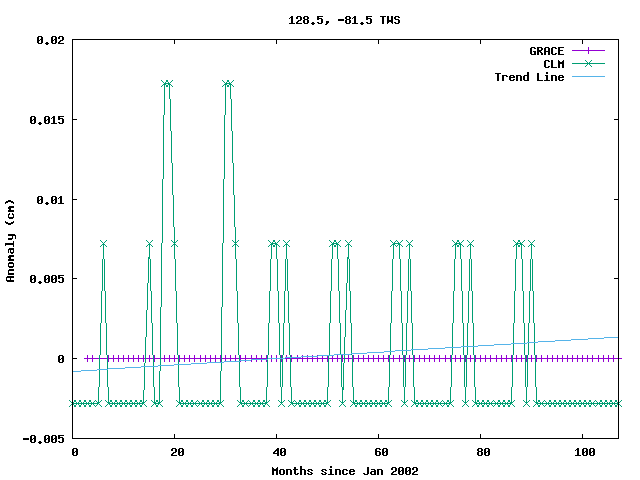 128.5, -81.5 TWS
GRACE
CLM
Trend Line
0.02
0.015
0.01
0.005
0
-0.005
Anomaly (cm)
0 20 40 60 80 100
Months since Jan 2002